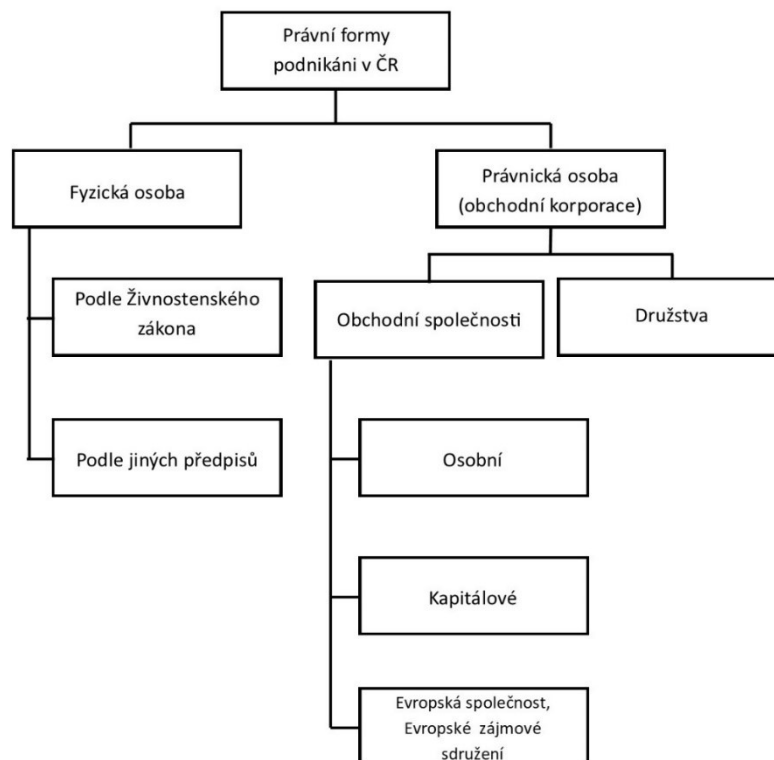 Právní formy
podnikáni v ČR
Fyzická osoba
Právnická osoba
(obchodní korporace)
Podle Živnostenského
zákona
Obchodní společnosti
Družstva
Podle jiných předpisů
Osobní
Kapitálové
Evropská společnost,
Evropské zájmové
sdružení